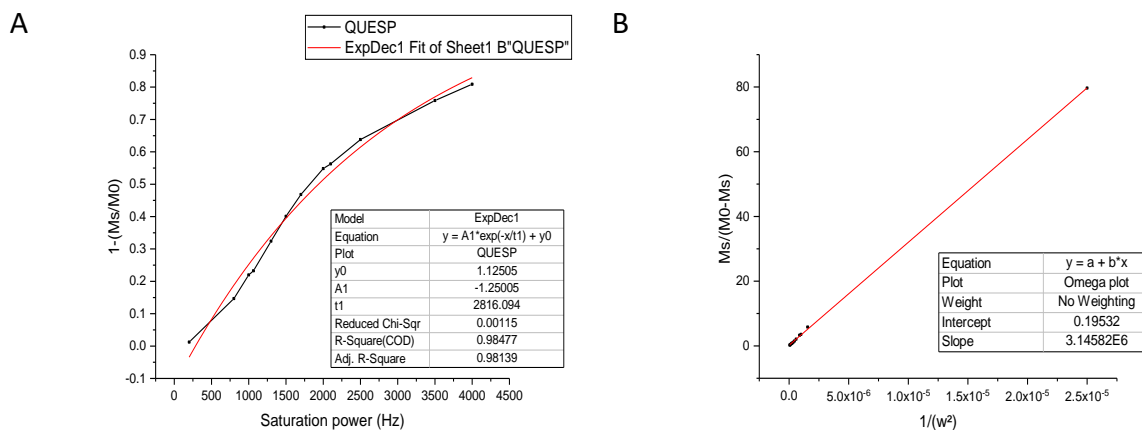 A
QUESP
ExpDec1 Fit of Sheet1 B"QUESP"
0.9
0.8
0.7
0.6
0.5
0.4
0.3
0.2
0.1
0.0
-0.1
1-(Ms/M0)
0 500 1000 1500 2000 2500 3000 3500 4000 4500
Saturation power (Hz)
Model ExpDec1
Equation y = A1*exp(-x/t1) + y0
Plot QUESP
y0 1.12505
A1 -1.25005
t1 2816.094
Reduced Chi-Sqr 0.00115
R-Square(COD) 0.98477
Adj. R-Square 0.98139
B
80
60
40
20
0
Ms/(M0-Ms)
0.0 5.0x10⁻⁶ 1.0x10⁻⁵ 1.5x10⁻⁵ 2.0x10⁻⁵ 2.5x10⁻⁵
1/(w²)
Equation y = a + b*x
Plot Omega plot
Weight No Weighting
Intercept 0.19532
Slope 3.14582E6